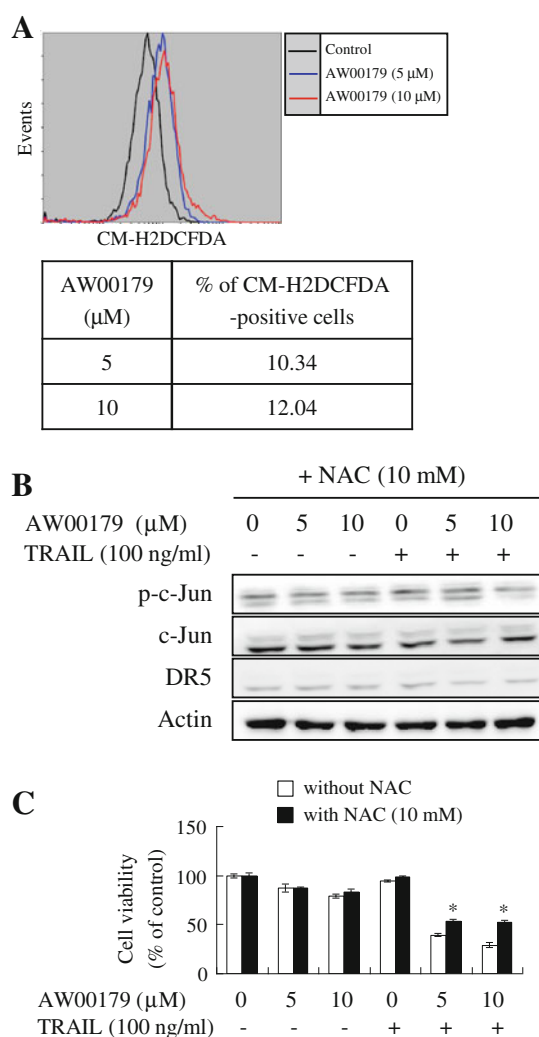 A
Control
AW00179 (5 μM)
AW00179 (10 μM)
Events
CM-H2DCFDA
AW00179 (μM) % of CM-H2DCFDA -positive cells
5 10.34
10 12.04
B
+ NAC (10 mM)
AW00179 (μM) 0 5 10 0 5 10
TRAIL (100 ng/ml) - - - + + +
p-c-Jun
c-Jun
DR5
Actin
C
without NAC
with NAC (10 mM)
Cell viability
(% of control)
150
100
50
0
* *
AW00179 (μM) 0 5 10 0 5 10
TRAIL (100 ng/ml) - - - + + +